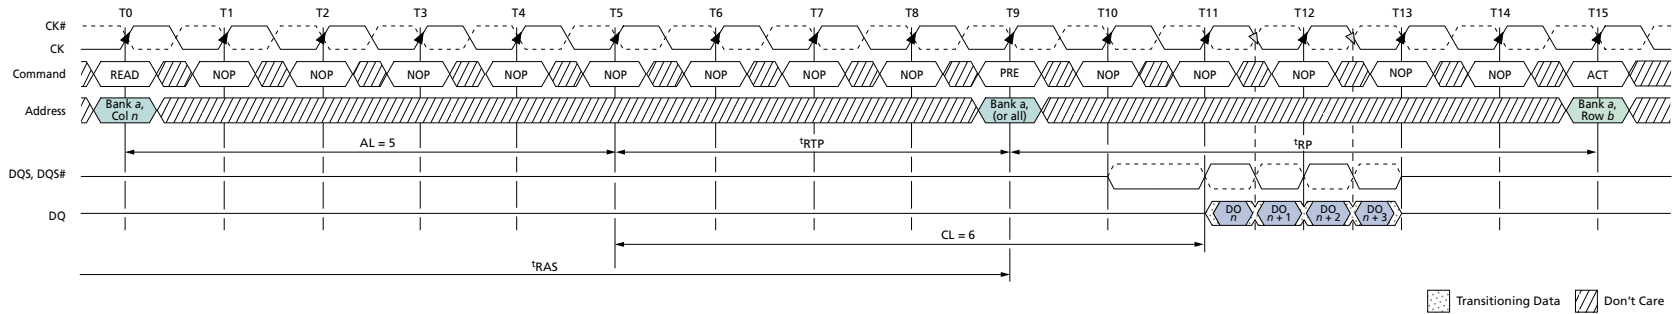 T0 T1 T2 T3 T4 T5 T6 T7 T8 T9 T10 T11 T12 T13 T14 T15
CK#
CK
Command READ NOP NOP NOP NOP NOP NOP NOP NOP PRE NOP NOP NOP NOP NOP ACT
Address Bank a, Col n Bank a, (or all) Bank a, Row b
AL = 5 tRTP tRP
DQS, DQS#
DQ DO n DO n + 1 DO n + 2 DO n + 3
CL = 6
tRAS
Transitioning Data Don't Care